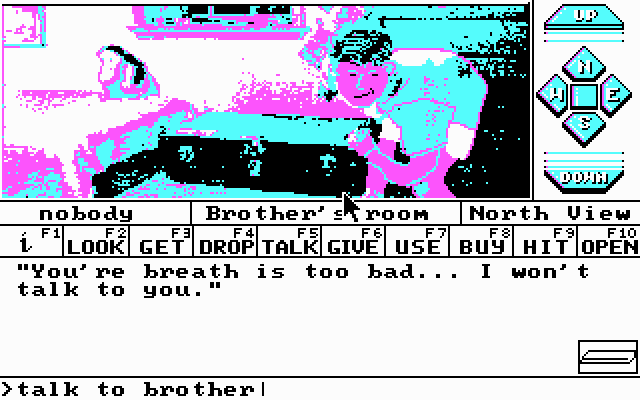 UP
N
W i E
S
DOWN
nobody Brother's room North View
F1 F2 F3 F4 F5 F6 F7 F8 F9 F10
i LOOK GET DROP TALK GIVE USE BUY HIT OPEN
"You're breath is too bad... I won't
talk to you."
>talk to brother